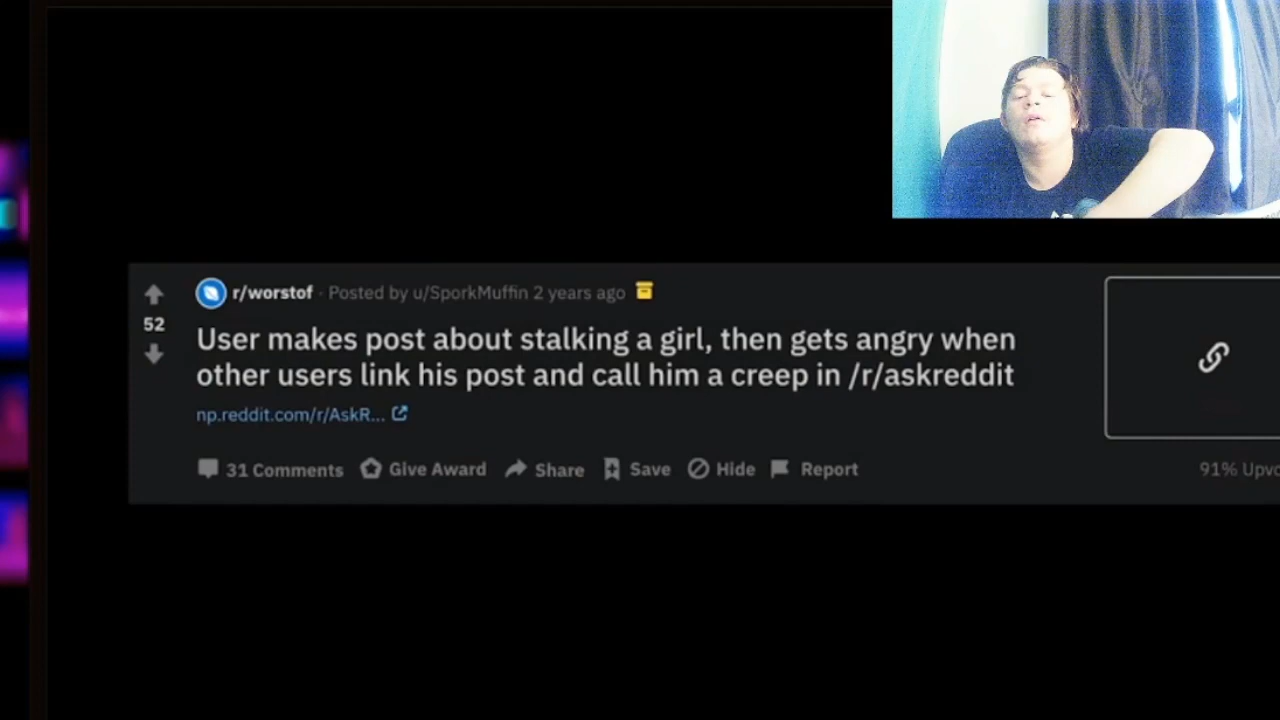 r/worstof · Posted by u/SporkMuffin 2 years ago
52
User makes post about stalking a girl, then gets angry when
other users link his post and call him a creep in /r/askreddit
np.reddit.com/r/AskR...
31 Comments Give Award Share Save Hide Report
91% Upvo